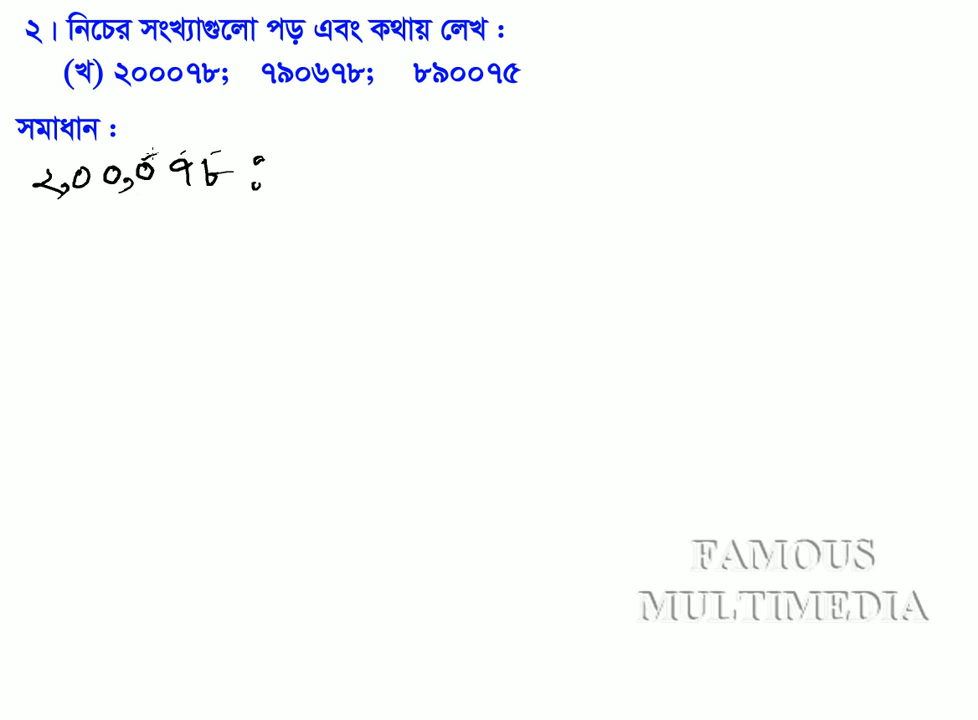 ২। নিচের সংখ্যাগুলো পড় এবং কথায় লেখ :
(খ) ২০০০৭৮; ৭৯০৬৭৮; ৮৯০০৭৫
সমাধান :
২,০০,০৭৮ :
FAMOUS
MULTIMEDIA